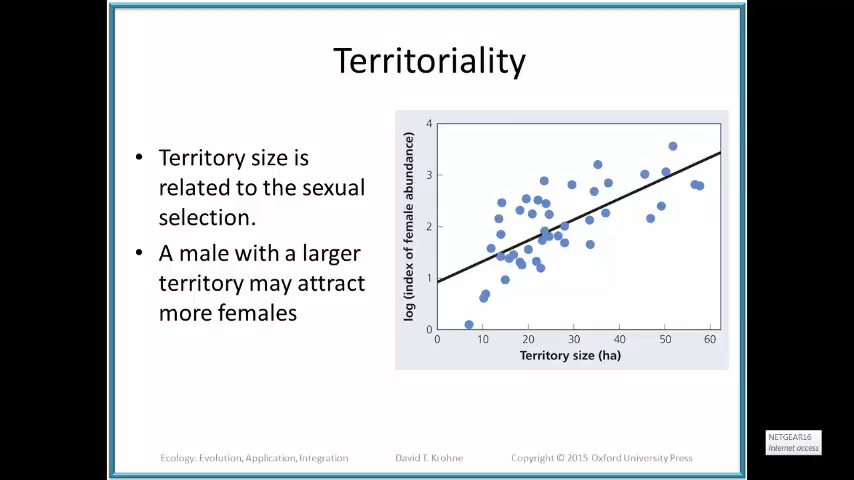 Territoriality
• Territory size is
related to the sexual
selection.
• A male with a larger
territory may attract
more females
log (index of female abundance)
4
3
2
1
0
0 10 20 30 40 50 60
Territory size (ha)
Ecology: Evolution, Application, Integration David T. Krohne Copyright © 2015 Oxford University Press
NETGEAR16
Internet access